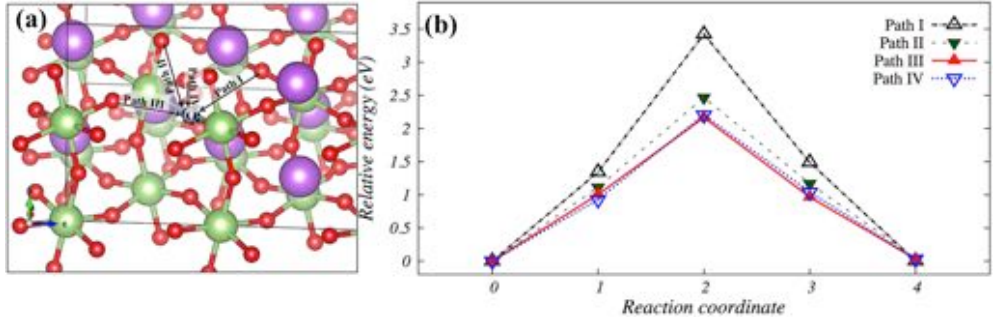 (a)
Path II
Path IV
Path I
Path III
(b)
Relative energy (eV)
3.5
3
2.5
2
1.5
1
0.5
0
Path I
Path II
Path III
Path IV
0 1 2 3 4
Reaction coordinate